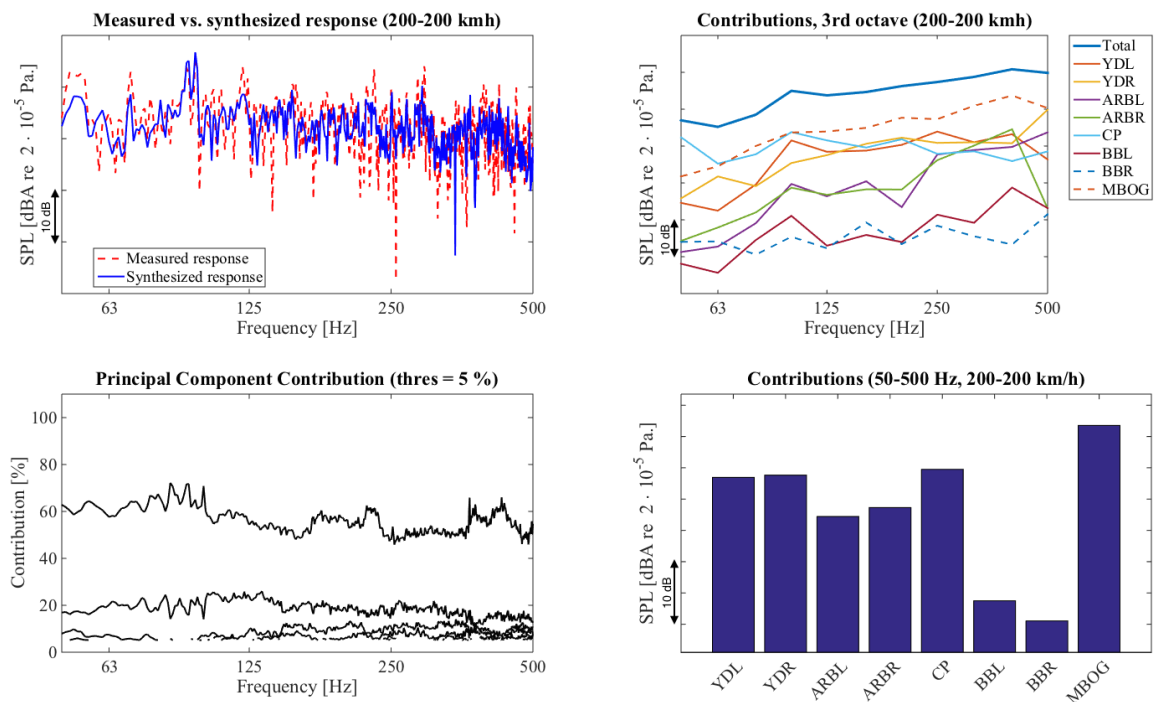 Measured vs. synthesized response (200-200 kmh)
SPL [dBA re 2 · 10⁻⁵ Pa.]
10 dB
Measured response
Synthesized response
63 125 250 500
Frequency [Hz]
Contributions, 3rd octave (200-200 kmh)
SPL [dBA re 2 · 10⁻⁵ Pa.]
10 dB
63 125 250 500
Frequency [Hz]
Total
YDL
YDR
ARBL
ARBR
CP
BBL
BBR
MBOG
Principal Component Contribution (thres = 5 %)
Contribution [%]
100
80
60
40
20
0
63 125 250 500
Frequency [Hz]
Contributions (50-500 Hz, 200-200 km/h)
SPL [dBA re 2 · 10⁻⁵ Pa.]
10 dB
YDL YDR ARBL ARBR CP BBL BBR MBOG